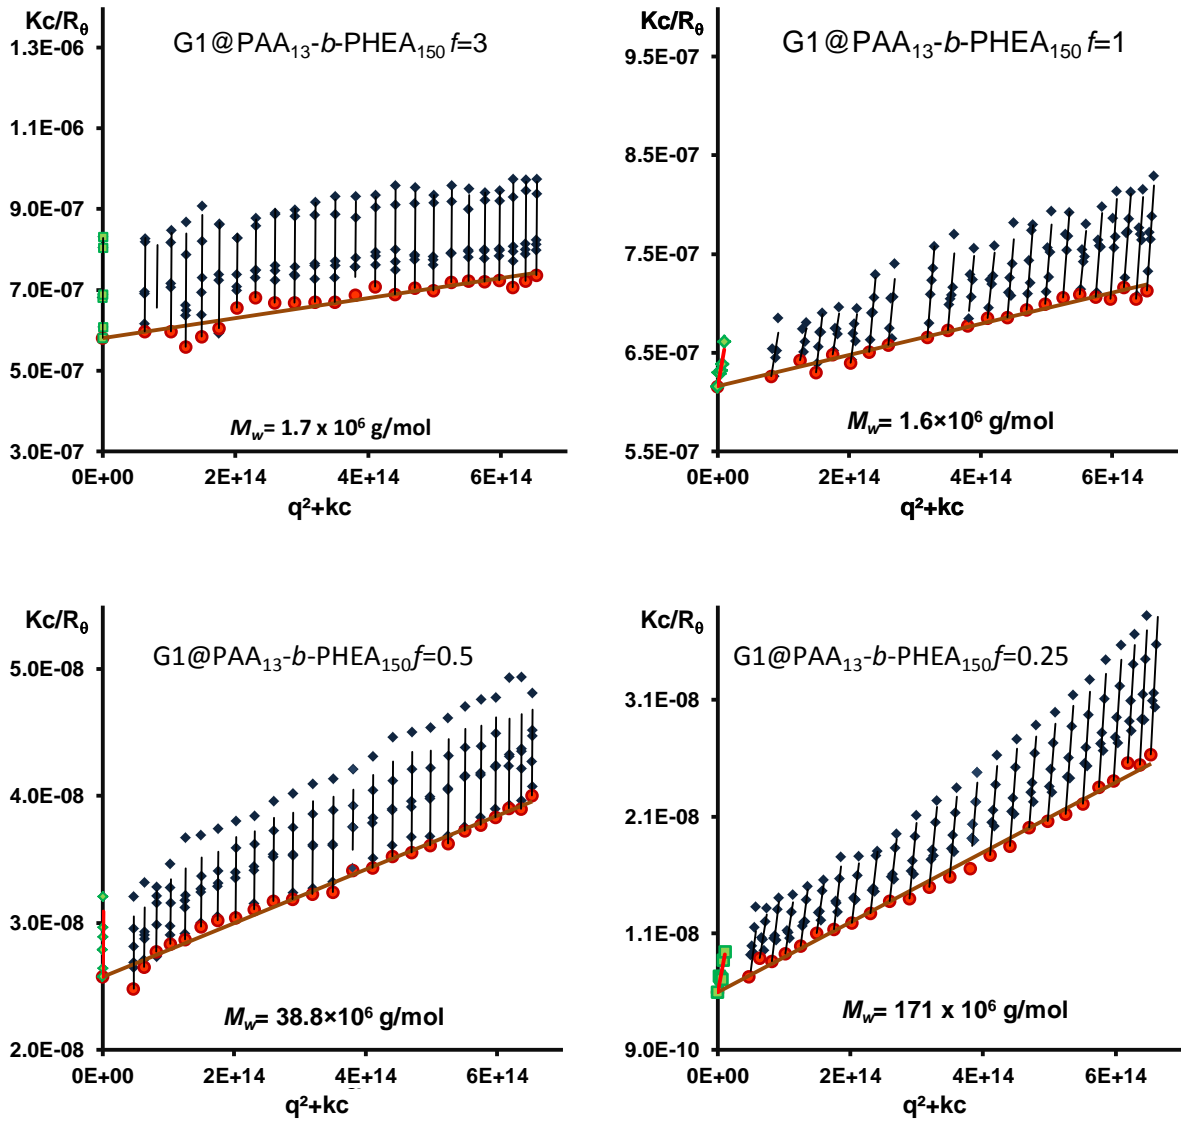 Kc/Rθ
G1@PAA13-b-PHEA150 f=3
1.3E-06
1.1E-06
9.0E-07
7.0E-07
5.0E-07
3.0E-07
Mw= 1.7 x 10⁶ g/mol
0E+00 2E+14 4E+14 6E+14
q²+kc
Kc/Rθ
G1@PAA13-b-PHEA150 f=1
9.5E-07
8.5E-07
7.5E-07
6.5E-07
5.5E-07
Mw= 1.6×10⁶ g/mol
0E+00 2E+14 4E+14 6E+14
q²+kc
Kc/Rθ
G1@PAA13-b-PHEA150f=0.5
5.0E-08
4.0E-08
3.0E-08
2.0E-08
Mw= 38.8×10⁶ g/mol
0E+00 2E+14 4E+14 6E+14
q²+kc
Kc/Rθ
G1@PAA13-b-PHEA150f=0.25
3.1E-08
2.1E-08
1.1E-08
9.0E-10
Mw= 171 x 10⁶ g/mol
0E+00 2E+14 4E+14 6E+14
q²+kc